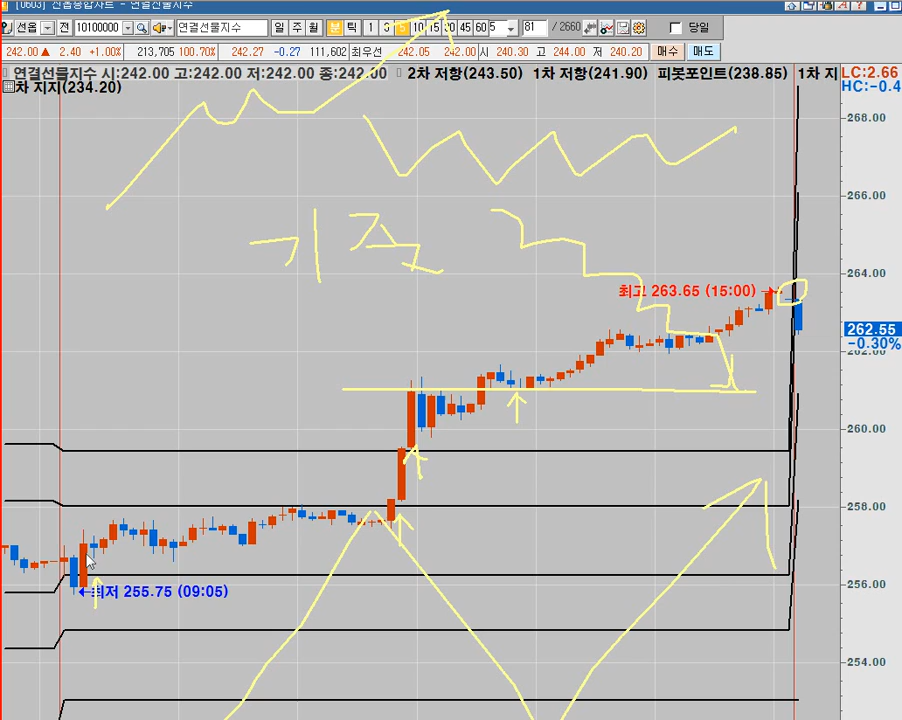 [0603] 선옵종합차트 - 연결선물지수
선옵 전 10100000 연결선물지수 일 주 월 분 틱 1 3 5 10 15 30 45 60 5 81 / 2660 당일
242.00 ▲ 2.40 +1.00% 213,705 100.70% 242.27 -0.27 111,602 최우선 242.05 242.00 시 240.30 고 244.00 저 240.20 매수 매도
연결선물지수 시:242.00 고:242.00 저:242.00 종:242.00 2차 저항(243.50) 1차 저항(241.90) 피봇포인트(238.85) 1차 지
차 지지(234.20)
LC:2.66
HC:-0.4
268.00
266.00
기준
264.00
최고 263.65 (15:00)
262.55
-0.30%
262.00
260.00
258.00
256.00
최저 255.75 (09:05)
254.00